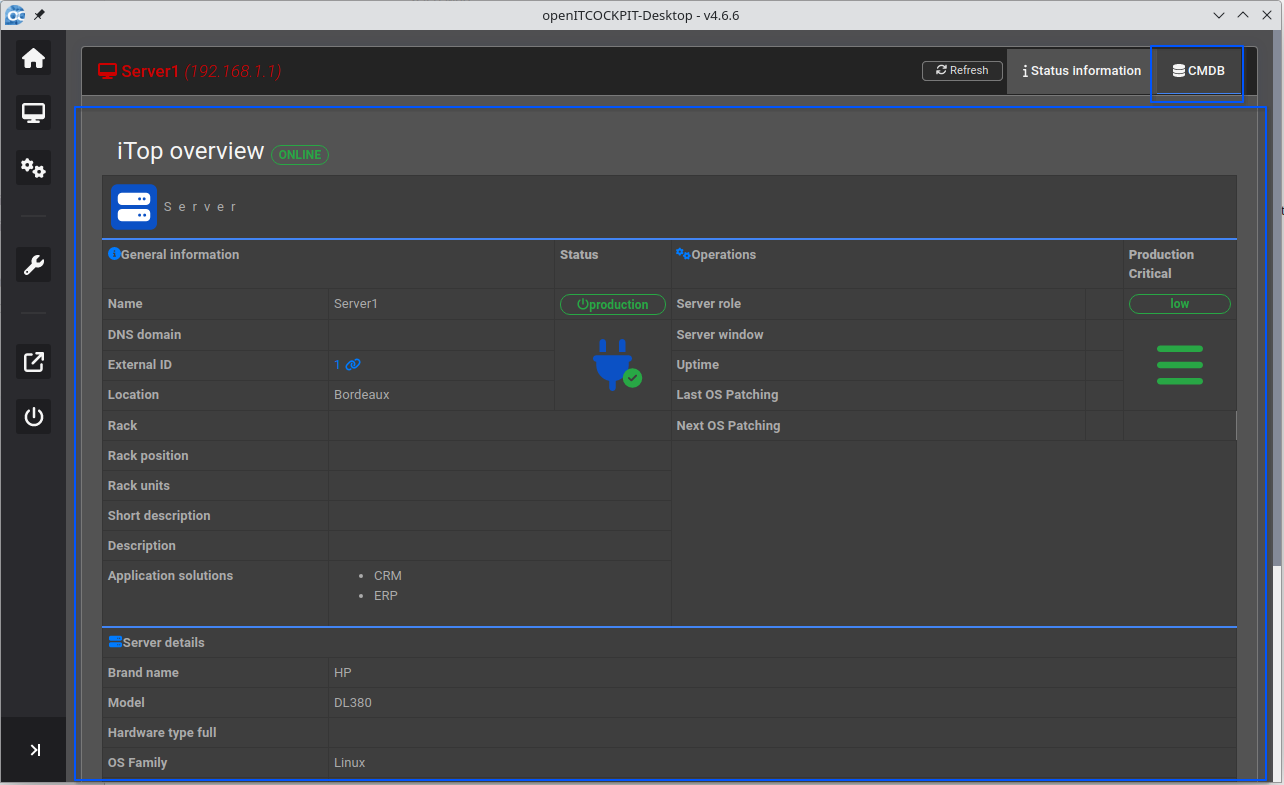 openITCOCKPIT-Desktop - v4.6.6
Server1 (192.168.1.1)
Refresh
Status information
CMDB
iTop overview ONLINE
Server
General information
Status
Operations
Production Critical
Name Server1
production
Server role
low
DNS domain
Server window
External ID 1
Uptime
Location Bordeaux
Last OS Patching
Rack
Next OS Patching
Rack position
Rack units
Short description
Description
Application solutions
• CRM
• ERP
Server details
Brand name HP
Model DL380
Hardware type full
OS Family Linux